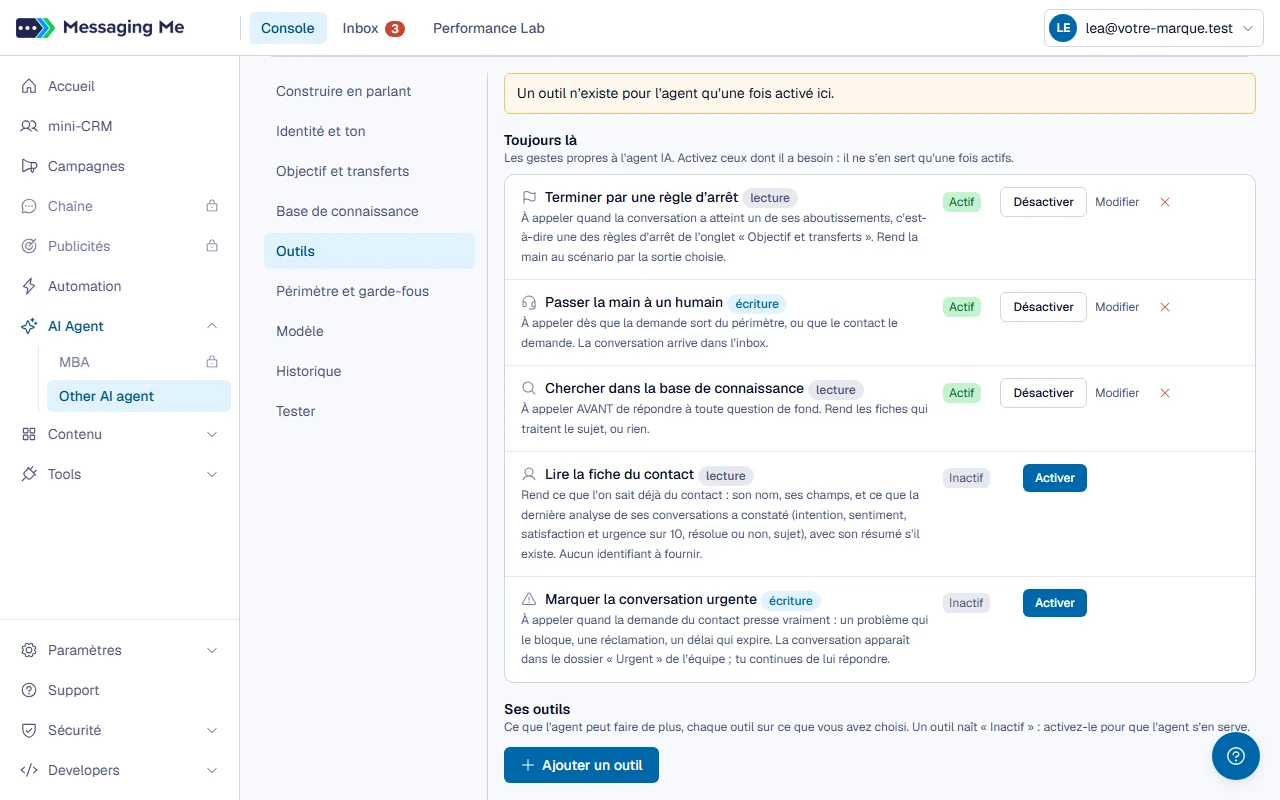 Messaging Me
Console
Inbox 3
Performance Lab
LE lea@votre-marque.test
Accueil
mini-CRM
Campagnes
Chaîne
Publicités
Automation
AI Agent
MBA
Other AI agent
Contenu
Tools
Paramètres
Support
Sécurité
Developers
Construire en parlant
Identité et ton
Objectif et transferts
Base de connaissance
Outils
Périmètre et garde-fous
Modèle
Historique
Tester
Un outil n’existe pour l’agent qu’une fois activé ici.
Toujours là
Les gestes propres à l’agent IA. Activez ceux dont il a besoin : il ne s’en sert qu’une fois actifs.
Terminer par une règle d’arrêt lecture
À appeler quand la conversation a atteint un de ses aboutissements, c’est-
à-dire une des règles d’arrêt de l’onglet « Objectif et transferts ». Rend la
main au scénario par la sortie choisie.
Actif Désactiver Modifier
Passer la main à un humain écriture
À appeler dès que la demande sort du périmètre, ou que le contact le
demande. La conversation arrive dans l’inbox.
Actif Désactiver Modifier
Chercher dans la base de connaissance lecture
À appeler AVANT de répondre à toute question de fond. Rend les fiches qui
traitent le sujet, ou rien.
Actif Désactiver Modifier
Lire la fiche du contact lecture
Rend ce que l’on sait déjà du contact : son nom, ses champs, et ce que la
dernière analyse de ses conversations a constaté (intention, sentiment,
satisfaction et urgence sur 10, résolue ou non, sujet), avec son résumé s’il
existe. Aucun identifiant à fournir.
Inactif Activer
Marquer la conversation urgente écriture
À appeler quand la demande du contact presse vraiment : un problème qui
le bloque, une réclamation, un délai qui expire. La conversation apparaît
dans le dossier « Urgent » de l’équipe ; tu continues de lui répondre.
Inactif Activer
Ses outils
Ce que l’agent peut faire de plus, chaque outil sur ce que vous avez choisi. Un outil naît « Inactif » : activez-le pour que l’agent s’en serve.
Ajouter un outil